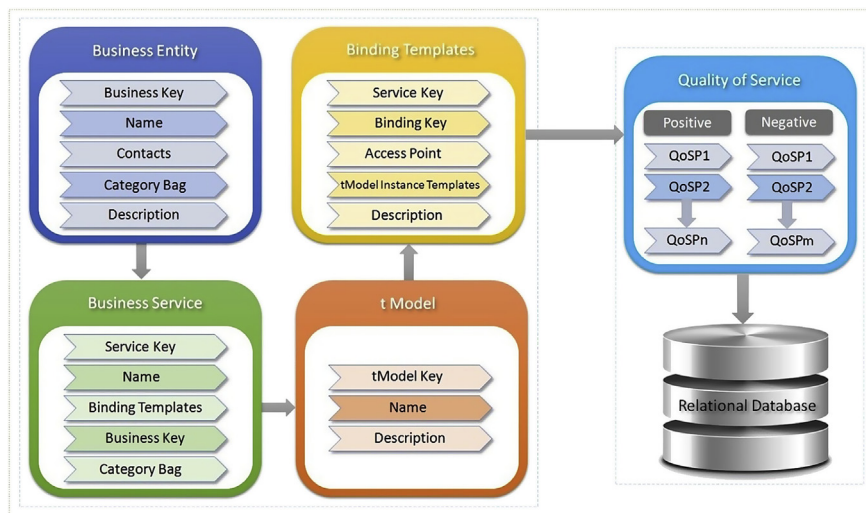 Business Entity
Business Key
Name
Contacts
Category Bag
Description
Binding Templates
Service Key
Binding Key
Access Point
tModel Instance Templates
Description
Quality of Service
Positive
Negative
QoSP1
QoSP1
QoSP2
QoSP2
QoSPn
QoSPm
Business Service
Service Key
Name
Binding Templates
Business Key
Category Bag
t Model
tModel Key
Name
Description
Relational Database